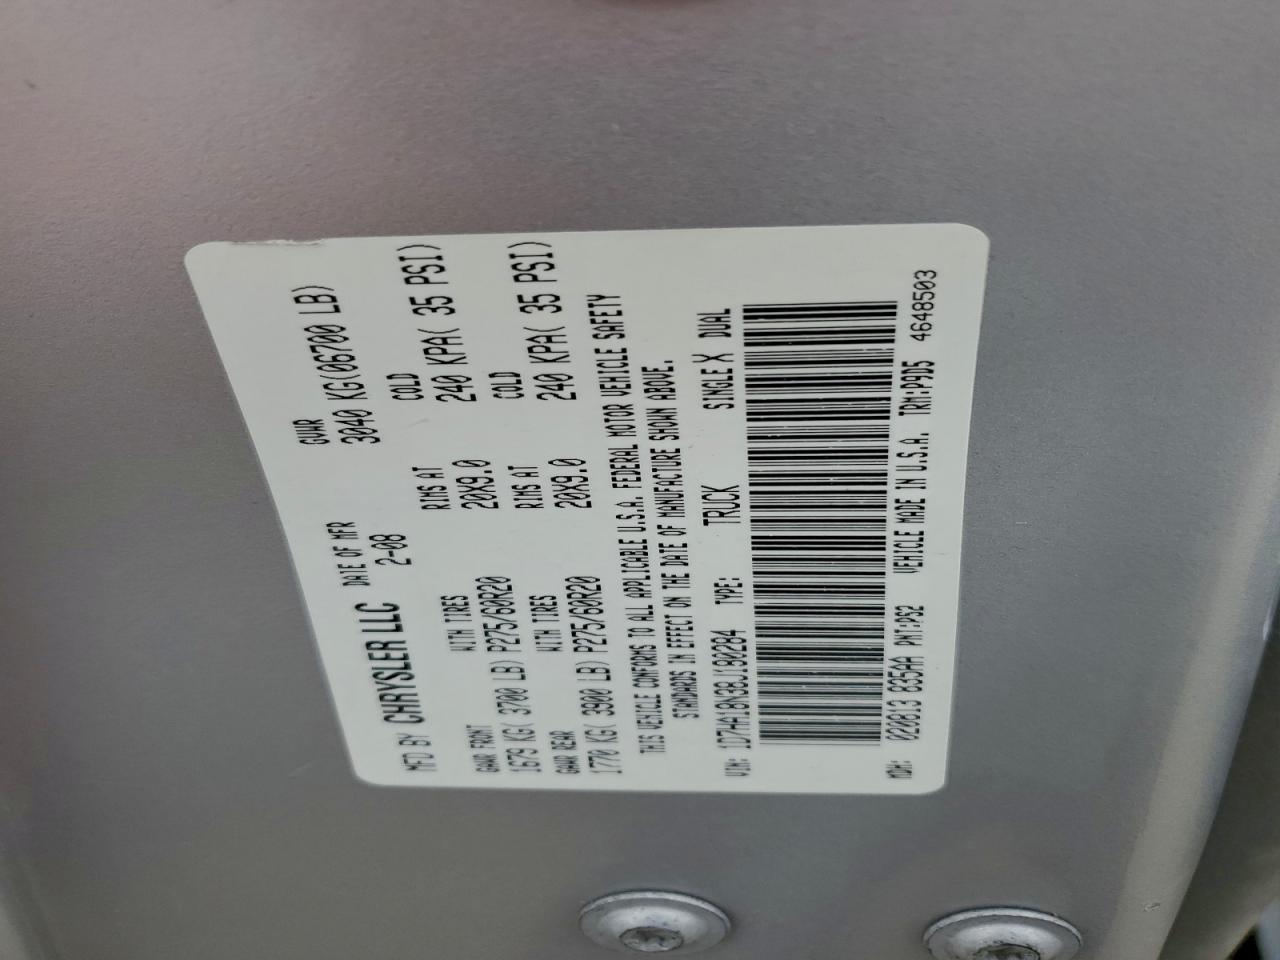 MFD BY CHRYSLER LLC DATE OF MFR GVWR
2-08 3040 KG(06700 LB)
GAWR FRONT WITH TIRES RIMS AT COLD
1679 KG( 3700 LB) P275/60R20 20X9.0 240 KPA( 35 PSI)
GAWR REAR WITH TIRES RIMS AT COLD
1770 KG( 3900 LB) P275/60R20 20X9.0 240 KPA( 35 PSI)
THIS VEHICLE CONFORMS TO ALL APPLICABLE U.S.A. FEDERAL MOTOR VEHICLE SAFETY
STANDARDS IN EFFECT ON THE DATE OF MANUFACTURE SHOWN ABOVE.
VIN: 1D7HA18N38J180284 TYPE: TRUCK SINGLE X DUAL
MDH: 020813 835AA PNT:PS2 VEHICLE MADE IN U.S.A. TRM:P9D5 4648503